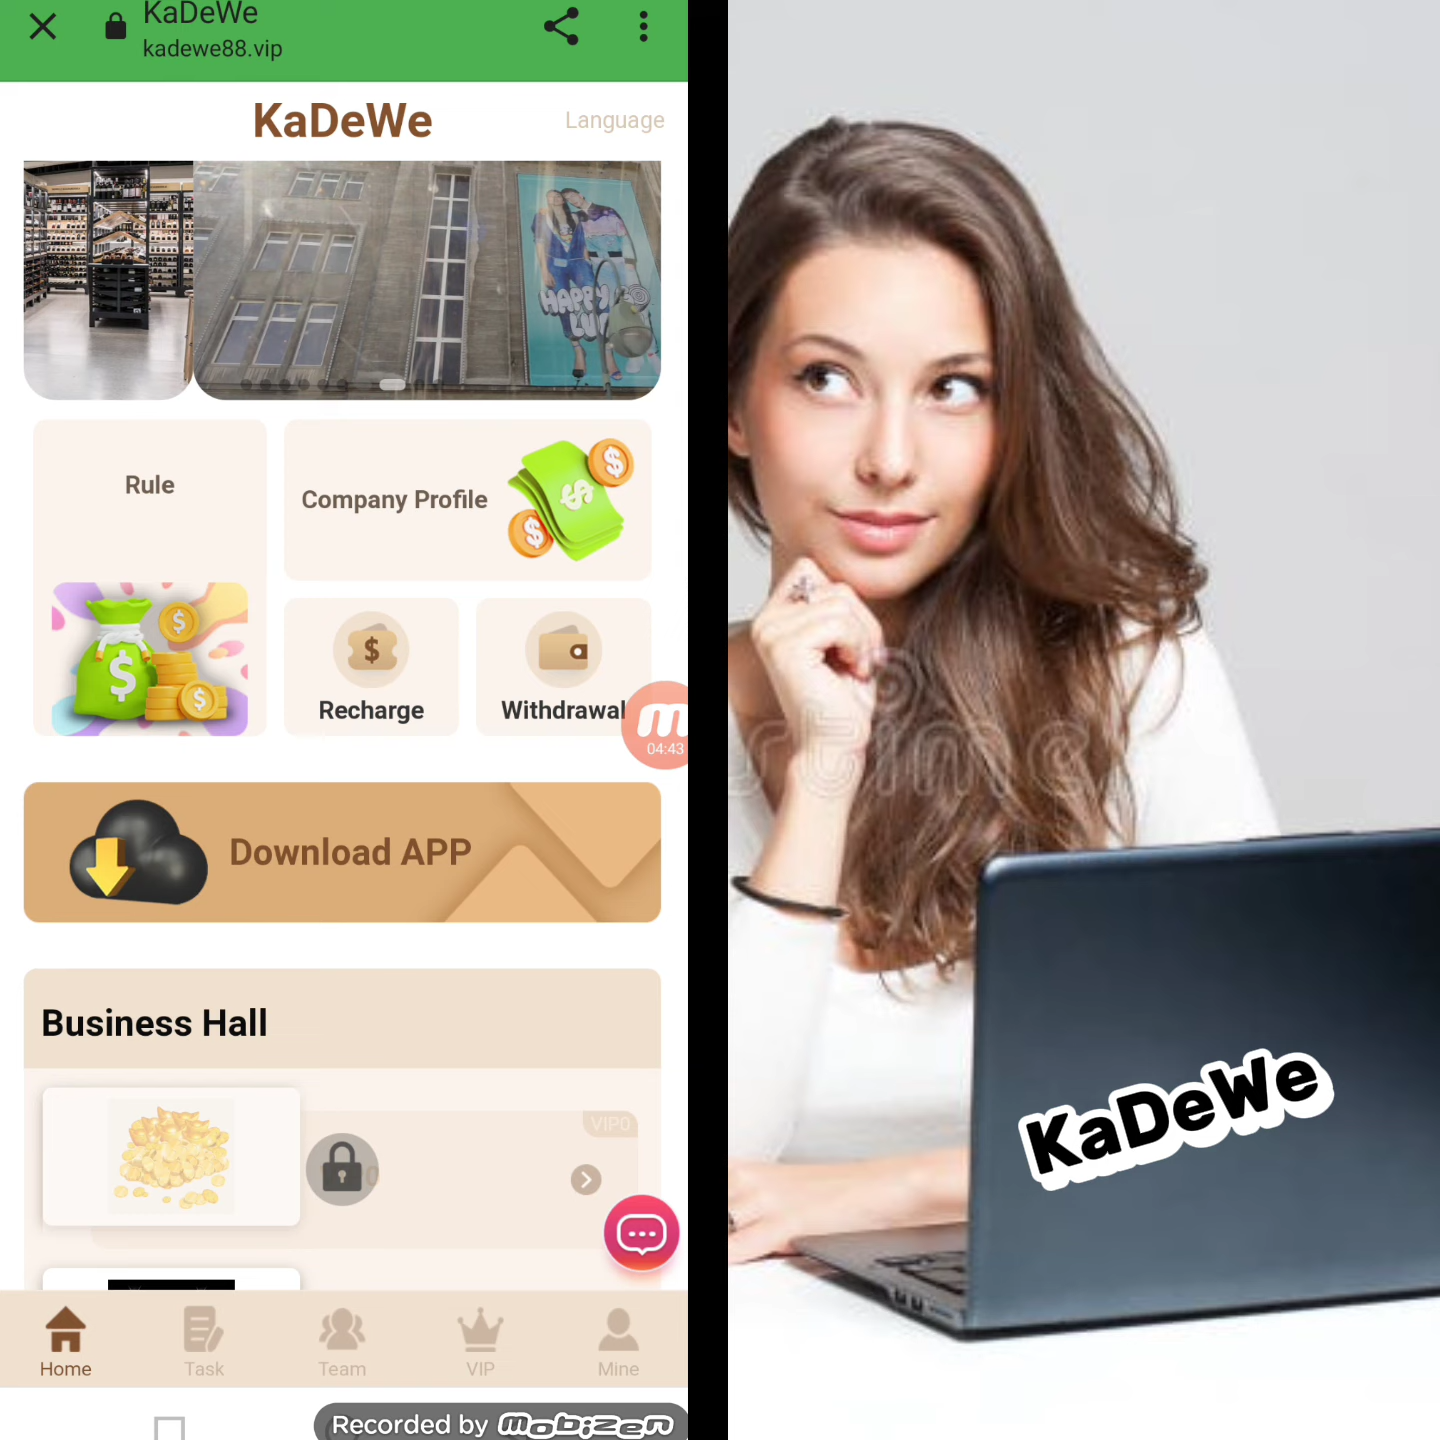 KaDeWe
kadewe88.vip
KaDeWe
Language
HAPPY
Rule
Company Profile
Recharge
Withdrawal
04:43
Download APP
Business Hall
VIP0
Home
Task
Team
VIP
Mine
Recorded by mobizen
KaDeWe